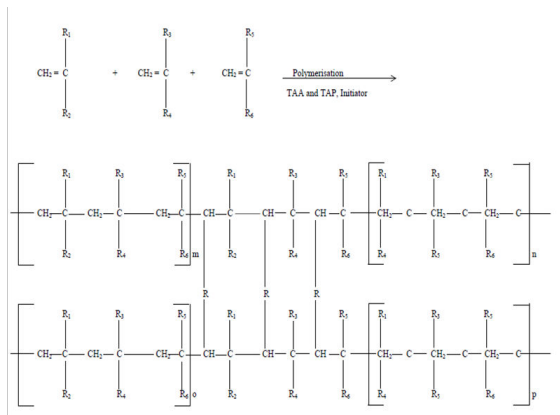 R1 R3 R5
CH2 = C + CH2 = C + CH2 = C Polymerisation
TAA and TAP, Initiator
R2 R4 R6
R1 R3 R5 R1 R3 R5 R1 R3 R5
CH2 C CH2 C CH2 C CH C CH C CH C CH2 C CH2 C CH2 C
R2 R4 R6 m R2 R4 R6 R4 R5 R6 n
R R R
R1 R3 R5 R1 R3 R5 R1 R3 R5
CH2 C CH2 C CH2 C CH C CH C CH C CH2 C CH2 C CH2 C
R2 R4 R6 o R2 R4 R6 R4 R5 R6 p